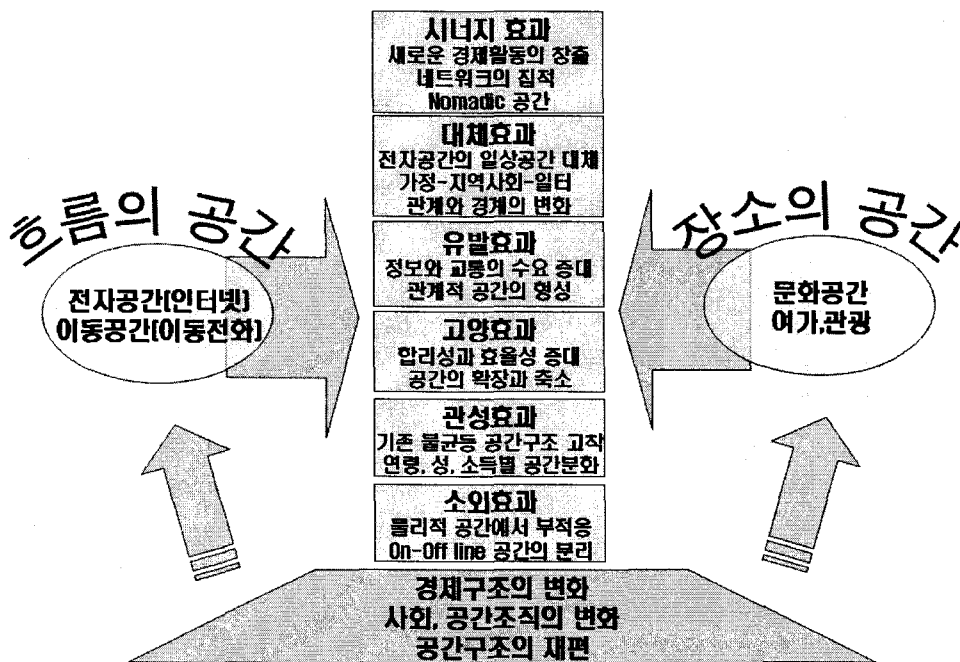 시너지 효과
새로운 경제활동의 창출
네트워크의 집적
Nomadic 공간
대체효과
전자공간의 일상공간 대체
가정-지역사회-일터
관계와 경계의 변화
유발효과
정보와 교통의 수요 증대
관계적 공간의 형성
고양효과
합리성과 효율성 증대
공간의 확장과 축소
관성효과
기존 불균등 공간구조 고착
연령, 성, 소득별 공간분화
소외효과
물리적 공간에서 부적응
On-Off line 공간의 분리
흐름의 공간
전자공간[인터넷]
이동공간[이동전화]
장소의 공간
문화공간
여가,관광
경제구조의 변화
사회, 공간조직의 변화
공간구조의 재편